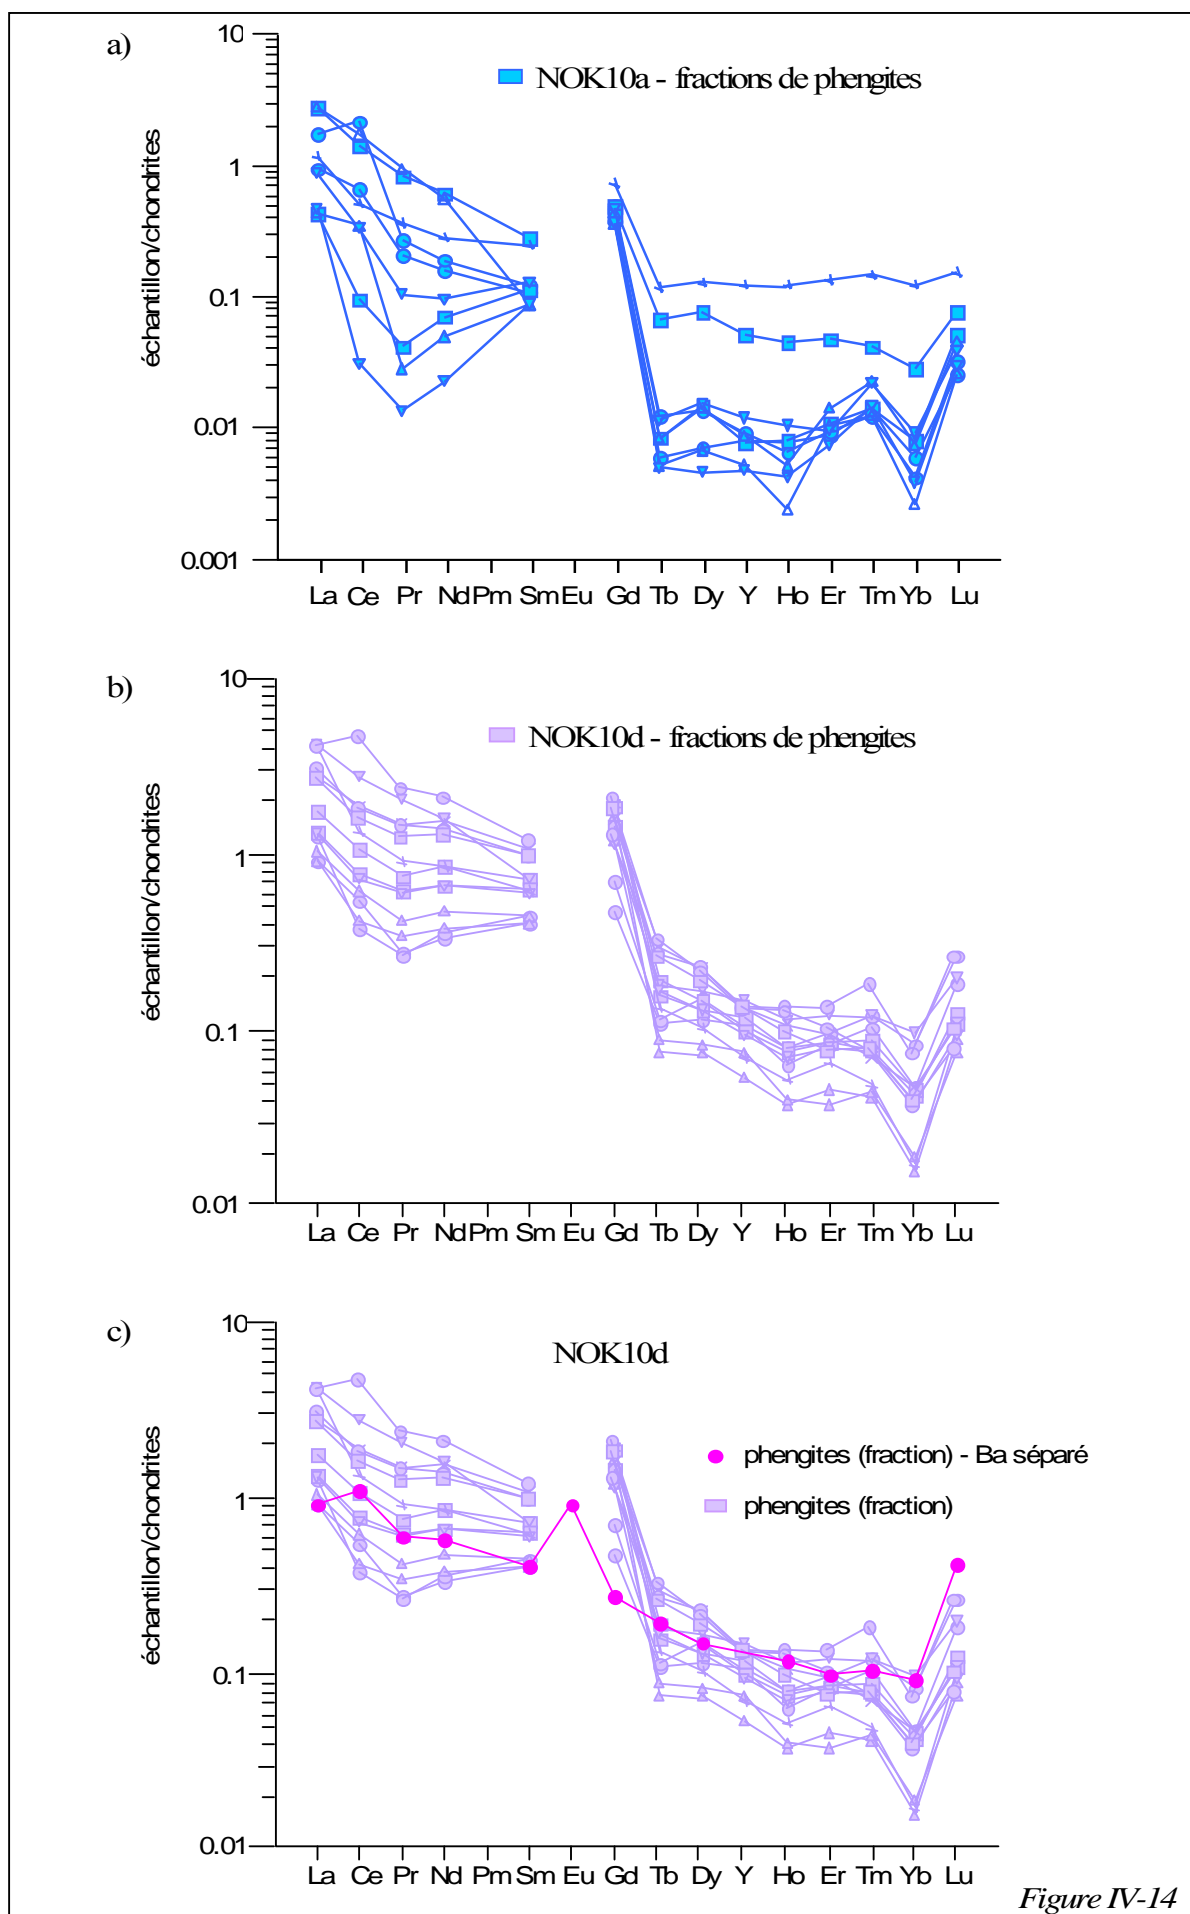 a)
NOK10a - fractions de phengites
échantillon/chondrites
10
1
0.1
0.01
0.001
La Ce Pr Nd Pm Sm Eu Gd Tb Dy Y Ho Er Tm Yb Lu
b)
NOK10d - fractions de phengites
échantillon/chondrites
10
1
0.1
0.01
La Ce Pr Nd Pm Sm Eu Gd Tb Dy Y Ho Er Tm Yb Lu
c)
NOK10d
échantillon/chondrites
10
1
0.1
0.01
phengites (fraction) - Ba séparé
phengites (fraction)
La Ce Pr Nd Pm Sm Eu Gd Tb Dy Y Ho Er Tm Yb Lu
Figure IV-14